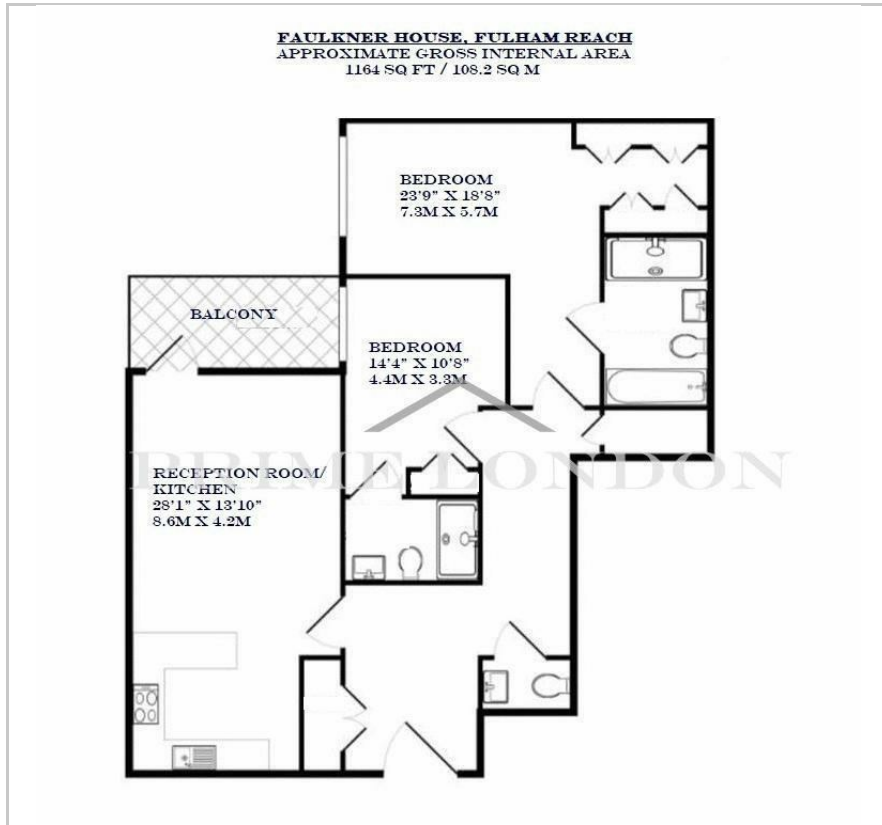 FAULKNER HOUSE, FULHAM REACH
APPROXIMATE GROSS INTERNAL AREA
1164 SQ FT / 108.2 SQ M
BEDROOM
23'9" X 18'8"
7.3M X 5.7M
BALCONY
BEDROOM
14'4" X 10'8"
4.4M X 3.3M
PRIME LONDON
RECEPTION ROOM/
KITCHEN
28'1" X 13'10"
8.6M X 4.2M